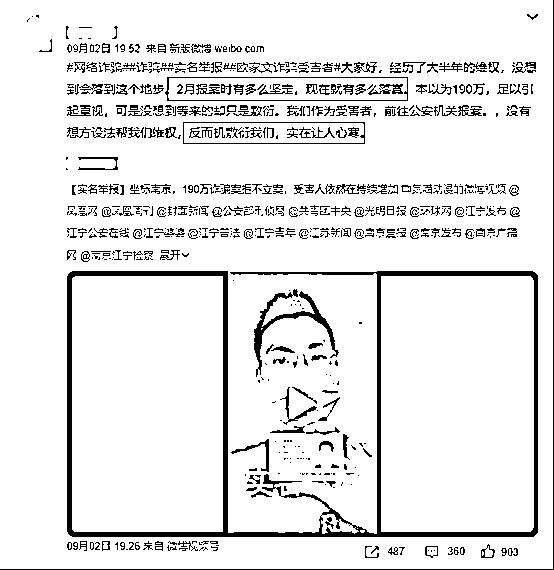 09月02日 19:52 来自 新版微博 weibo.com
#网络诈骗##诈骗##实名举报##欧家文诈骗受害者#大家好，经历了大半年的维权，没想
到会落到这个地步。2月报案时有多么坚定，现在就有多么落寞。本以为190万，足以引
起重视，可是没想到等来的却只是敷衍。我们作为受害者，前往公安机关报案。，没有
想方设法帮我们维权，反而机敷衍我们，实在让人心寒。
【实名举报】坐标南京，190万诈骗案拒不立案，受害人依然在持续增加 动漫的微博视频 @
凤凰网 @凤凰周刊 @封面新闻 @公安部刑侦局 @共青团中央 @光明日报 @环球网 @江宁发布 @
江宁公安在线 @江宁婆婆 @江宁普法 @江宁青年 @江苏新闻 @南京晨报 @南京发布 @南京广播
网 @南京江宁检察 展开
09月02日 19:26 来自 微博视频号
487 360 903